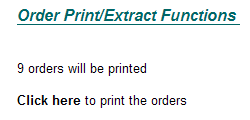 Order Print/Extract Functions
9 orders will be printed
Click here to print the orders